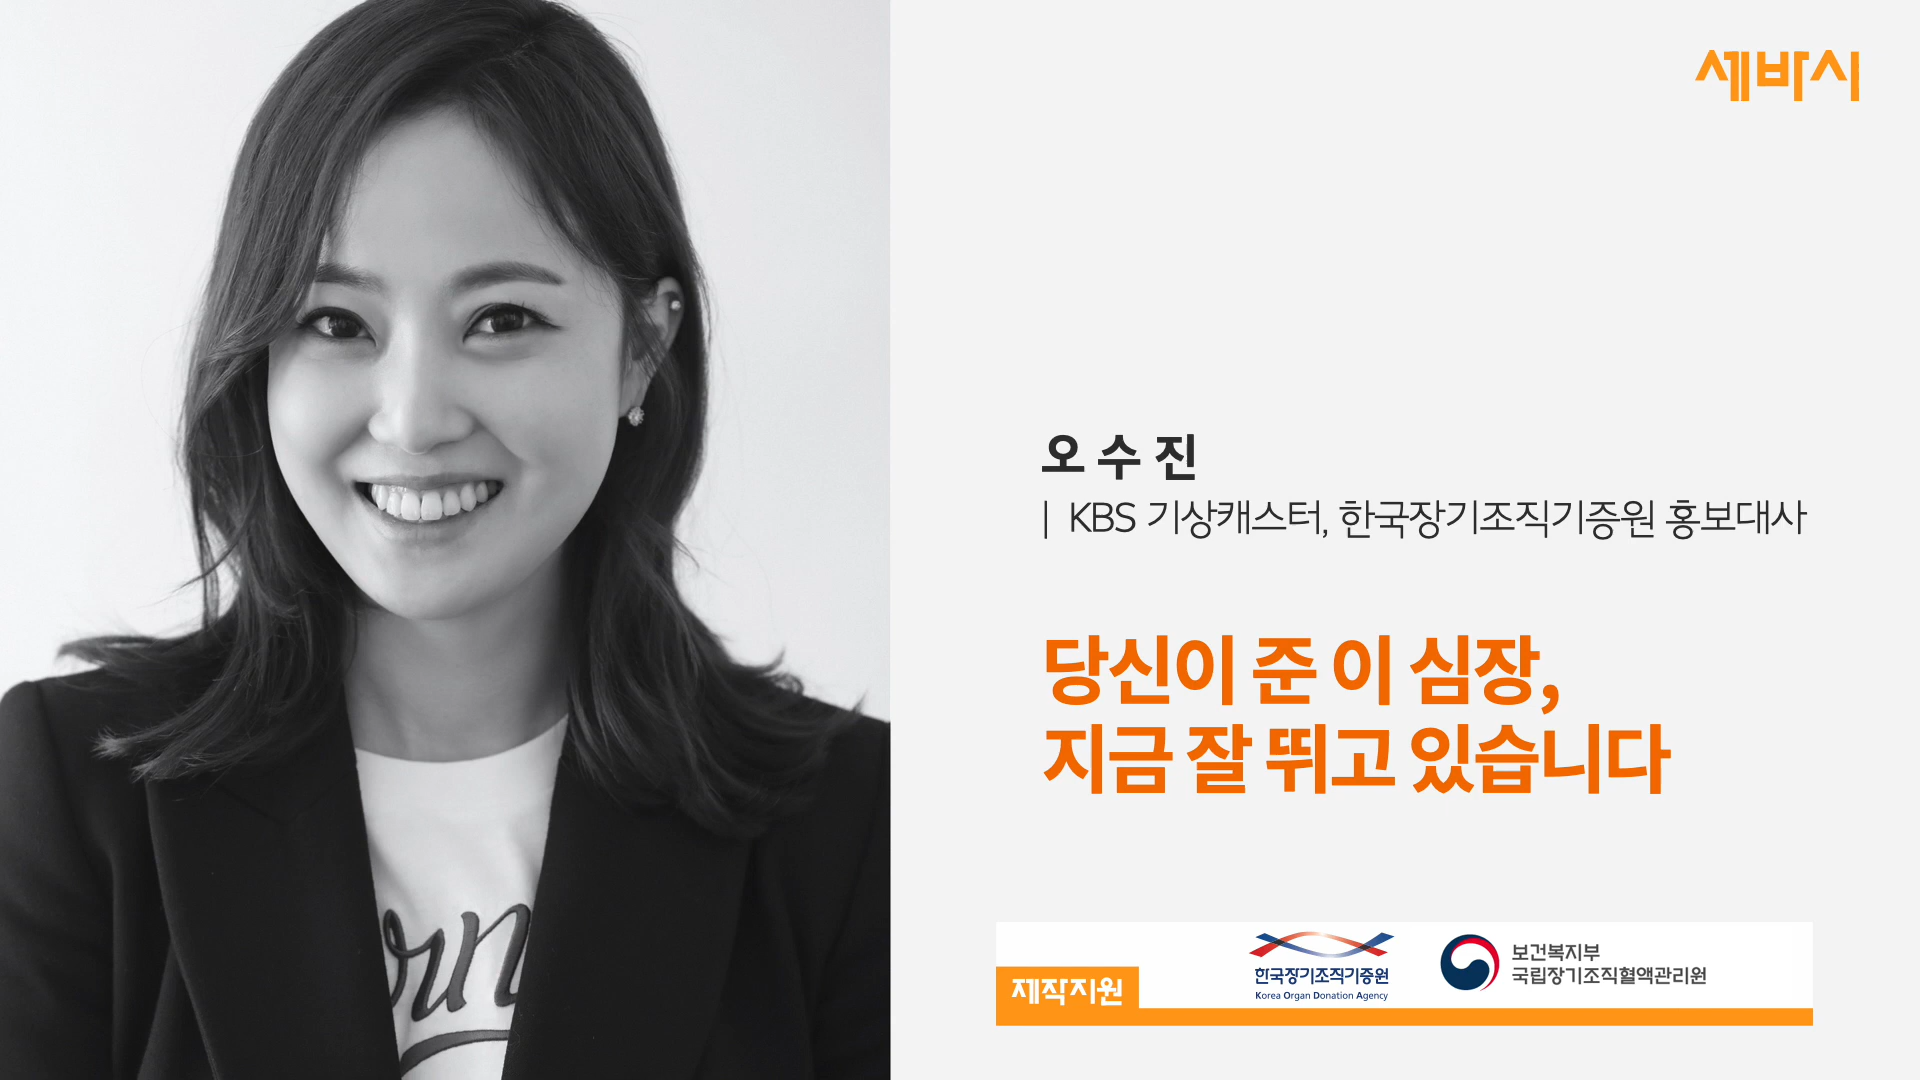 세바시
오수진
| KBS 기상캐스터, 한국장기조직기증원 홍보대사
당신이 준 이 심장,
지금 잘 뛰고 있습니다
제작지원
한국장기조직기증원
Korea Organ Donation Agency
보건복지부
국립장기조직혈액관리원